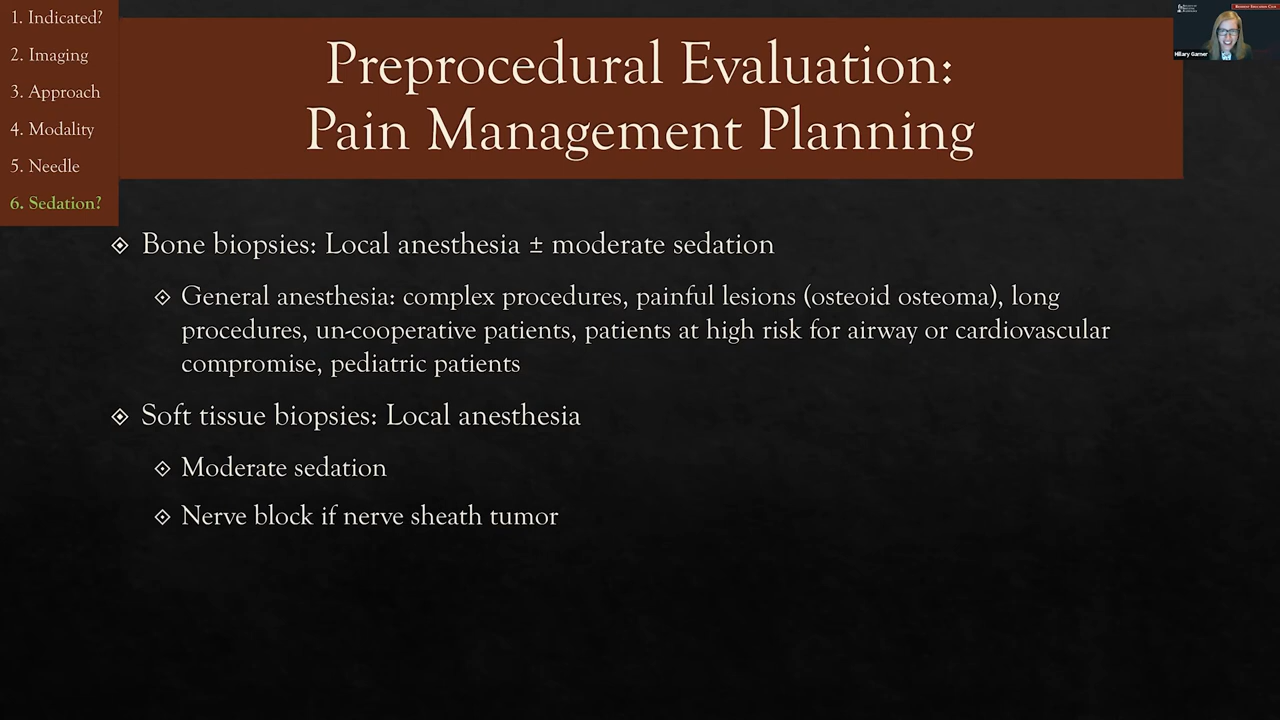 1. Indicated?
2. Imaging
3. Approach
4. Modality
5. Needle
6. Sedation?
Preprocedural Evaluation:
Pain Management Planning
Hillary Garner
Bone biopsies: Local anesthesia ± moderate sedation
General anesthesia: complex procedures, painful lesions (osteoid osteoma), long
procedures, un-cooperative patients, patients at high risk for airway or cardiovascular
compromise, pediatric patients
Soft tissue biopsies: Local anesthesia
Moderate sedation
Nerve block if nerve sheath tumor